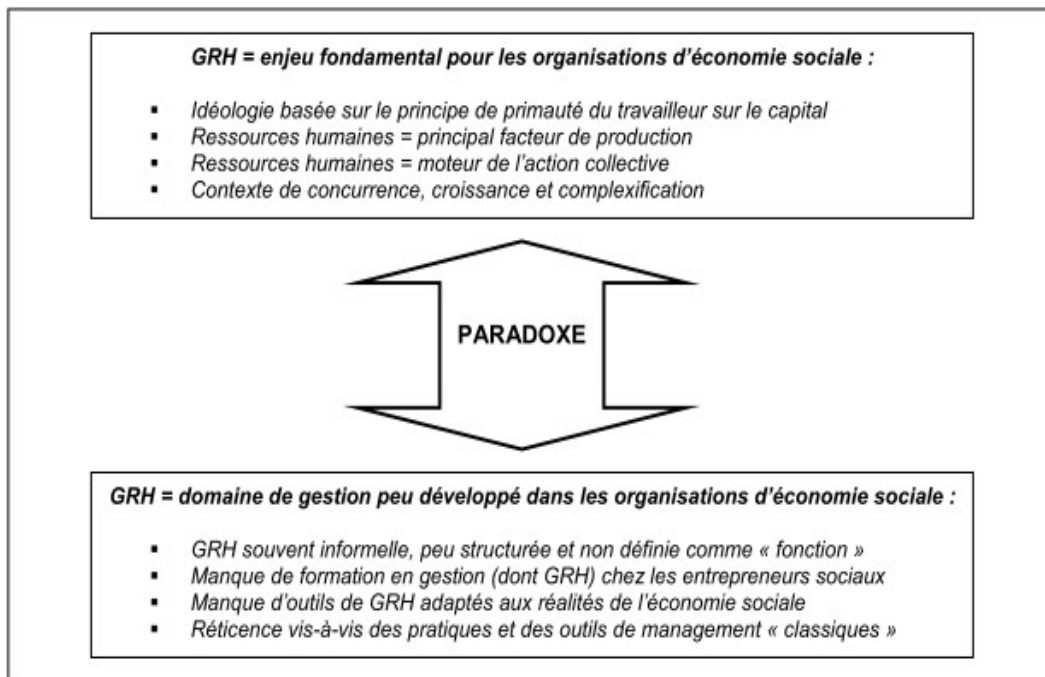 GRH = enjeu fondamental pour les organisations d’économie sociale :
▪ Idéologie basée sur le principe de primauté du travailleur sur le capital
▪ Ressources humaines = principal facteur de production
▪ Ressources humaines = moteur de l’action collective
▪ Contexte de concurrence, croissance et complexification
PARADOXE
GRH = domaine de gestion peu développé dans les organisations d’économie sociale :
▪ GRH souvent informelle, peu structurée et non définie comme « fonction »
▪ Manque de formation en gestion (dont GRH) chez les entrepreneurs sociaux
▪ Manque d’outils de GRH adaptés aux réalités de l’économie sociale
▪ Réticence vis-à-vis des pratiques et des outils de management « classiques »